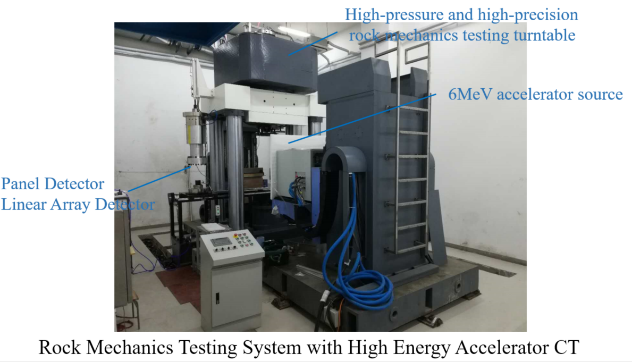 High-pressure and high-precision
rock mechanics testing turntable
6MeV accelerator source
Panel Detector
Linear Array Detector
Rock Mechanics Testing System with High Energy Accelerator CT